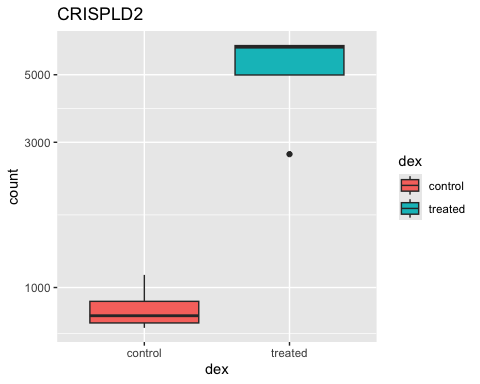 CRISPLD2
5000
3000
1000
count
control
treated
dex
dex
control
treated